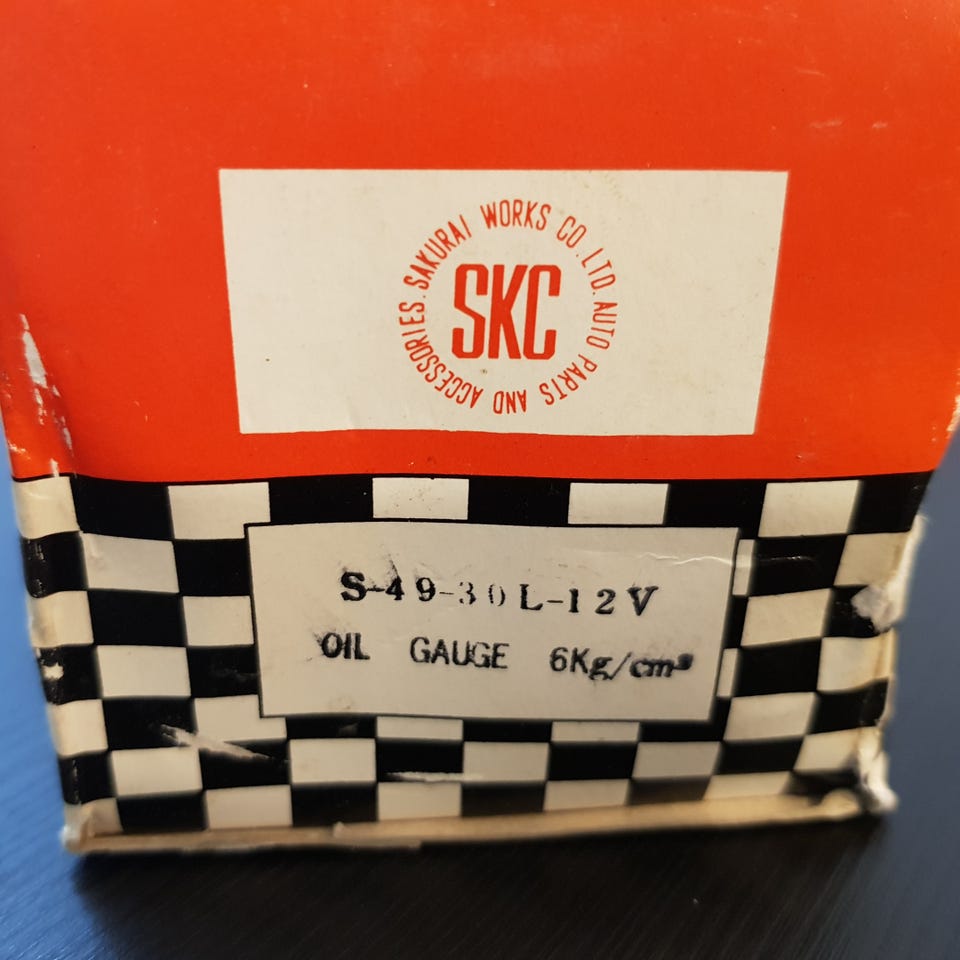 SAKURAI WORKS CO.LTD. AUTO PARTS AND ACCESSORIES.
SKC
S-49-30L-12V
OIL GAUGE 6Kg/cm²